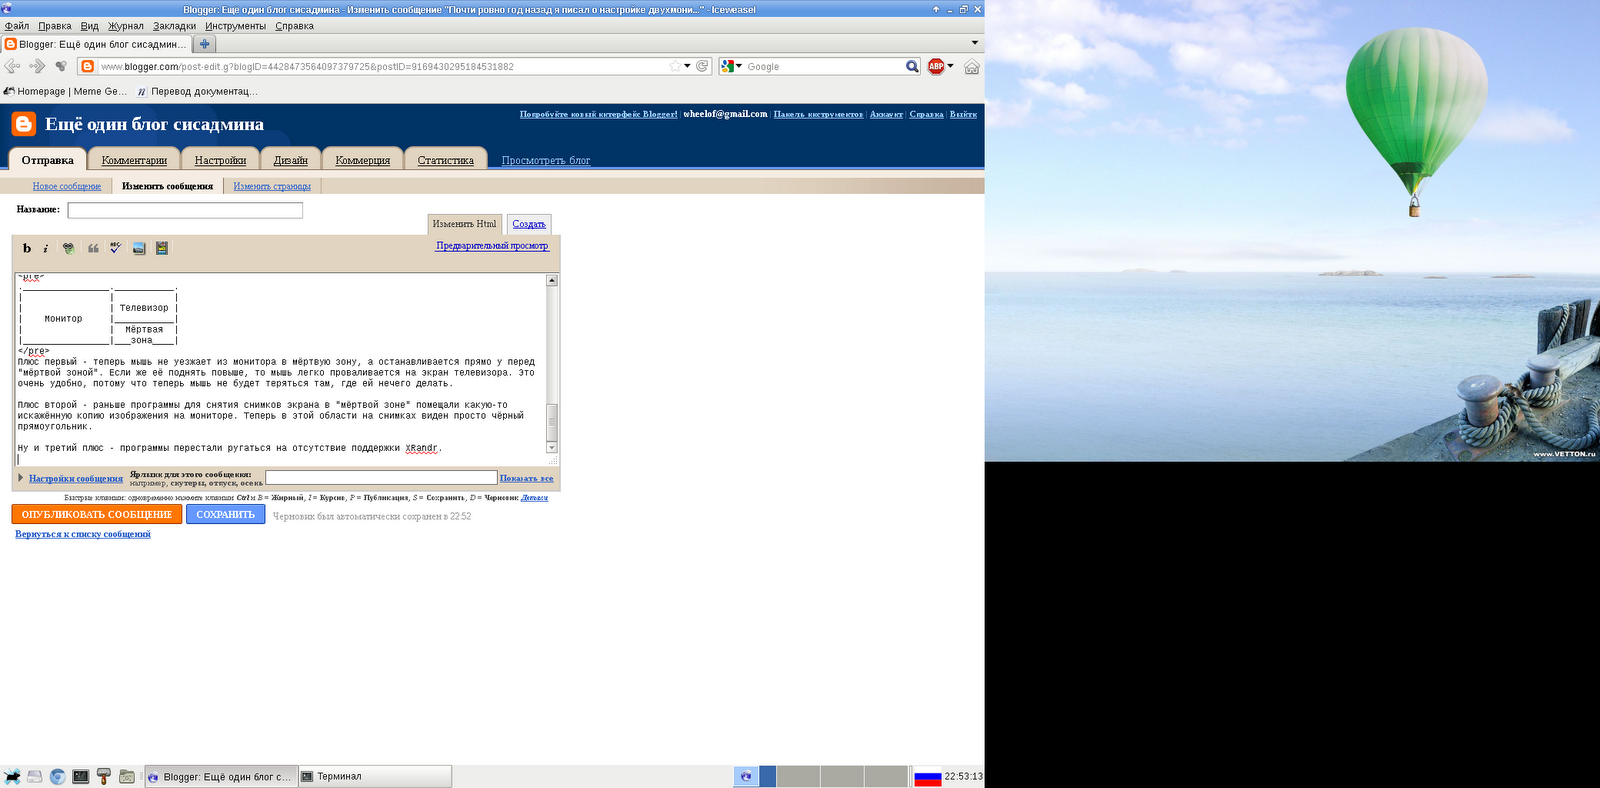 Blogger: Ещё один блог сисадмина - Изменить сообщение "Почти ровно год назад я писал о настройке двухмони..." - Iceweasel
Файл Правка Вид Журнал Закладки Инструменты Справка
Blogger: Ещё один блог сисадмин...
www.blogger.com/post-edit.g?blogID=4428473564097379725&postID=9169430295184531882
Google
ABP
Homepage | Meme Ge... Перевод документац...
Попробуйте новый интерфейс Blogger! | wheelof@gmail.com | Панель инструментов | Аккаунт | Справка | Выйти
Ещё один блог сисадмина
Отправка Комментарии Настройки Дизайн Коммерция Статистика Просмотреть блог
Новое сообщение Изменить сообщения Изменить страницы
Название:
Изменить Html Создать
b i ABC
Предварительный просмотр
<pre>
.________________.___________.
| | |
| | Телевизор |
| Монитор |___________|
| | Мёртвая |
|________________|___зона____|
</pre>
Плюс первый - теперь мышь не уезжает из монитора в мёртвую зону, а останавливается прямо у перед
"мёртвой зоной". Если же её поднять повыше, то мышь легко проваливается на экран телевизора. Это
очень удобно, потому что теперь мышь не будет теряться там, где ей нечего делать.
Плюс второй - раньше программы для снятия снимков экрана в "мёртвой зоне" помещали какую-то
искажённую копию изображения на мониторе. Теперь в этой области на снимках виден просто чёрный
прямоугольник.
Ну и третий плюс - программы перестали ругаться на отсутствие поддержки XRandr.
Настройки сообщения
Ярлыки для этого сообщения:
например, скутеры, отпуск, осень
Показать все
Быстрые клавиши: одновременно нажмите клавиши Ctrl и B = Жирный, I = Курсив, P = Публикация, S = Сохранить, D = Черновик Дальше
ОПУБЛИКОВАТЬ СООБЩЕНИЕ СОХРАНИТЬ Черновик был автоматически сохранен в 22:52
Вернуться к списку сообщений
www.VETTON.ru
Blogger: Ещё один блог с... Терминал 22:53:13